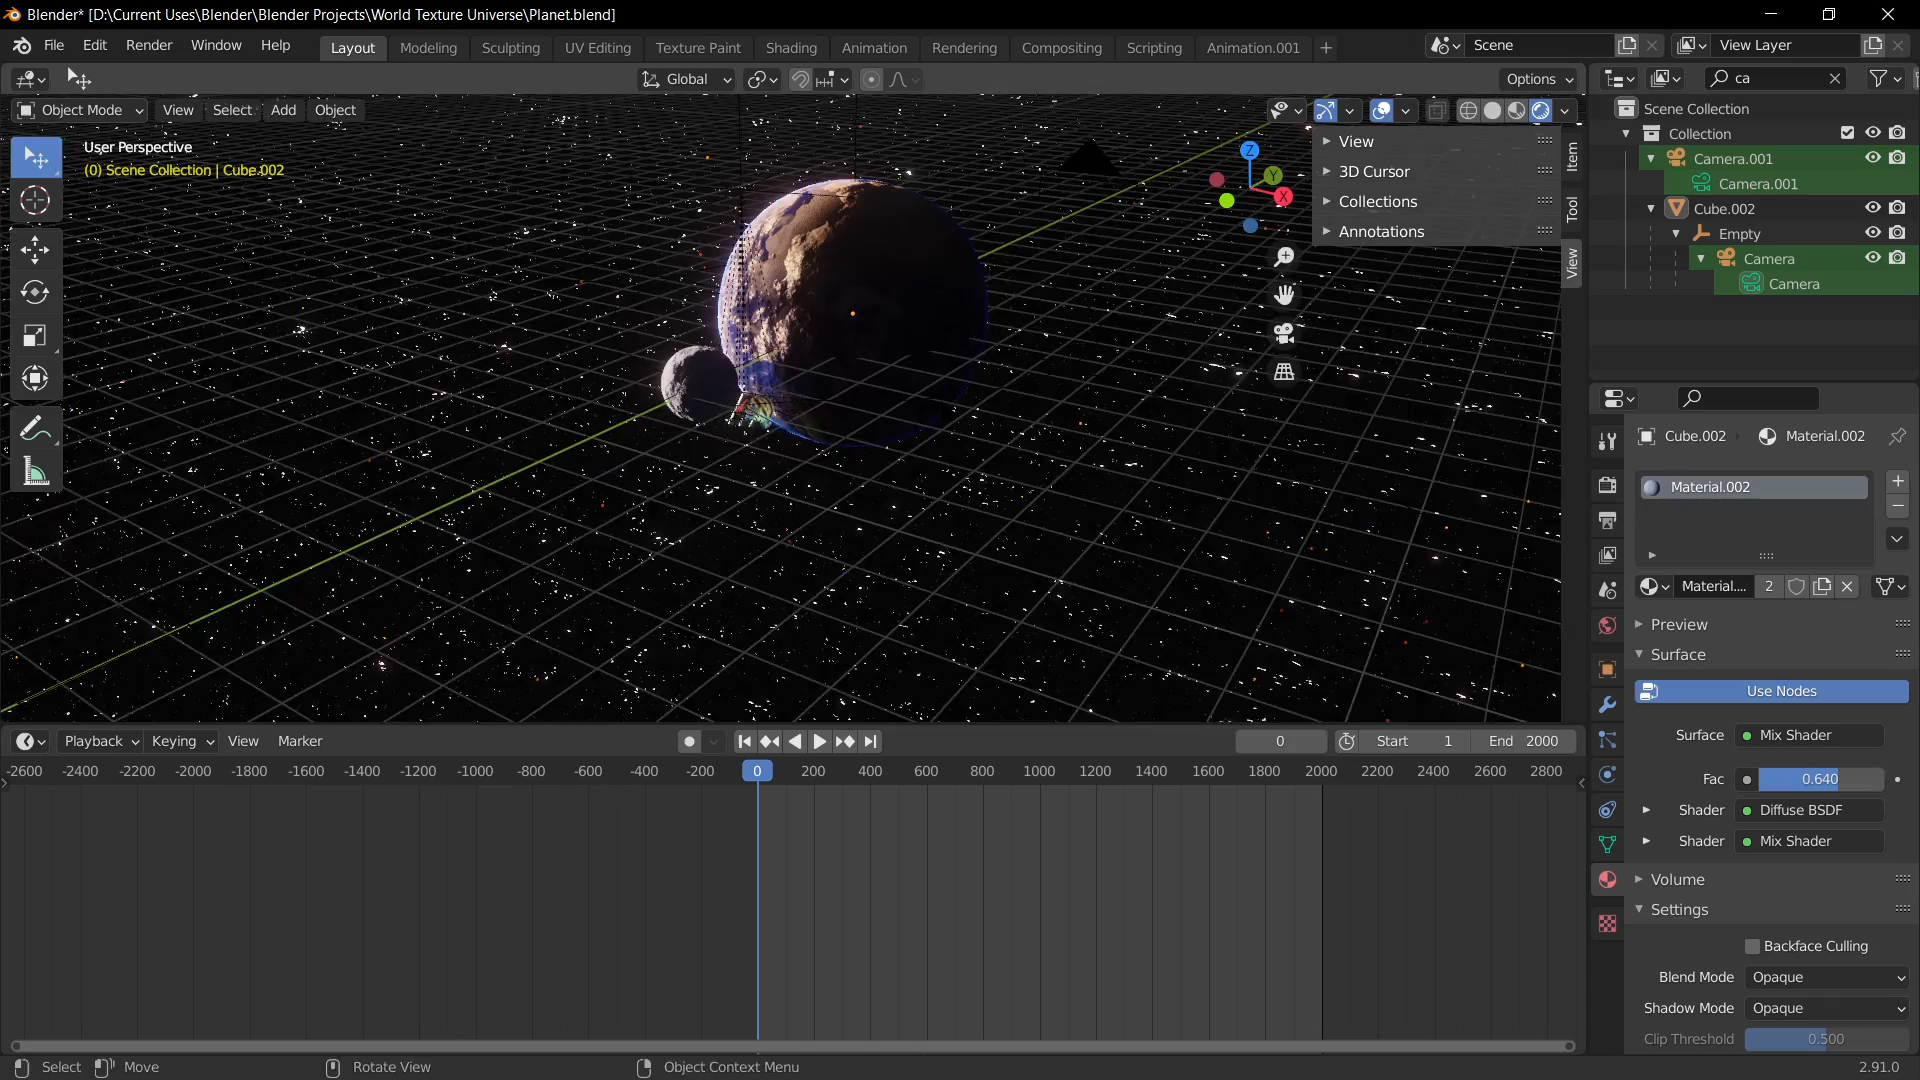 Blender* [D:\Current Uses\Blender\Blender Projects\World Texture Universe\Planet.blend]
File Edit Render Window Help Layout Modeling Sculpting UV Editing Texture Paint Shading Animation Rendering Compositing Scripting Animation.001 + Scene View Layer
Global Options ca
Object Mode View Select Add Object
User Perspective
(0) Scene Collection | Cube.002
Z
Y
X
View
3D Cursor
Collections
Annotations
Item
Tool
View
Scene Collection
Collection
Camera.001
Camera.001
Cube.002
Empty
Camera
Camera
Cube.002 Material.002
Material.002
Material.... 2
Preview
Surface
Use Nodes
Surface Mix Shader
Fac 0.640
Shader Diffuse BSDF
Shader Mix Shader
Volume
Settings
Backface Culling
Blend Mode Opaque
Shadow Mode Opaque
Clip Threshold 0.500
Playback Keying View Marker 0 Start 1 End 2000
-2600 -2400 -2200 -2000 -1800 -1600 -1400 -1200 -1000 -800 -600 -400 -200 0 200 400 600 800 1000 1200 1400 1600 1800 2000 2200 2400 2600 2800
Select Move Rotate View Object Context Menu 2.91.0